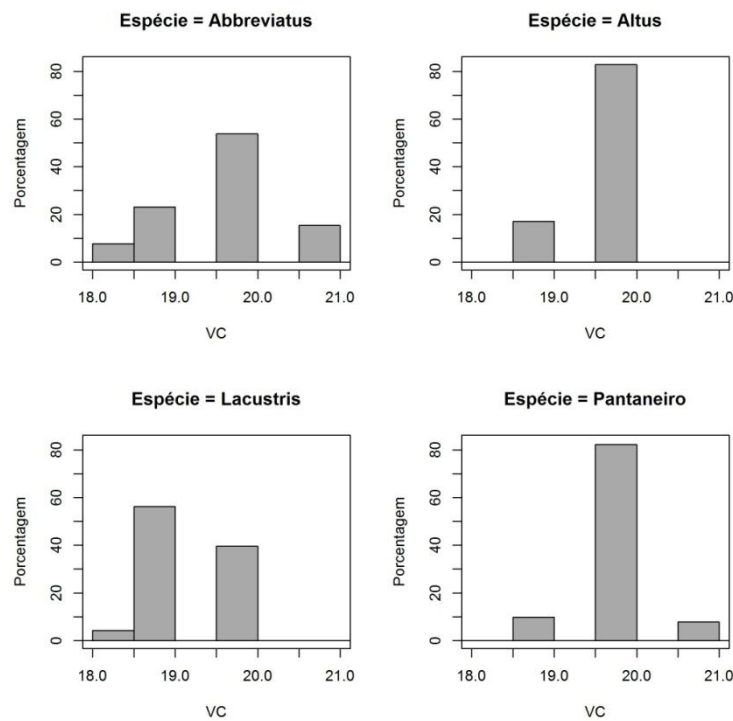 Espécie = Abbreviatus
Porcentagem
80
60
40
20
0
18.0 19.0 20.0 21.0
VC
Espécie = Altus
Porcentagem
80
60
40
20
0
18.0 19.0 20.0 21.0
VC
Espécie = Lacustris
Porcentagem
80
60
40
20
0
18.0 19.0 20.0 21.0
VC
Espécie = Pantaneiro
Porcentagem
80
60
40
20
0
18.0 19.0 20.0 21.0
VC